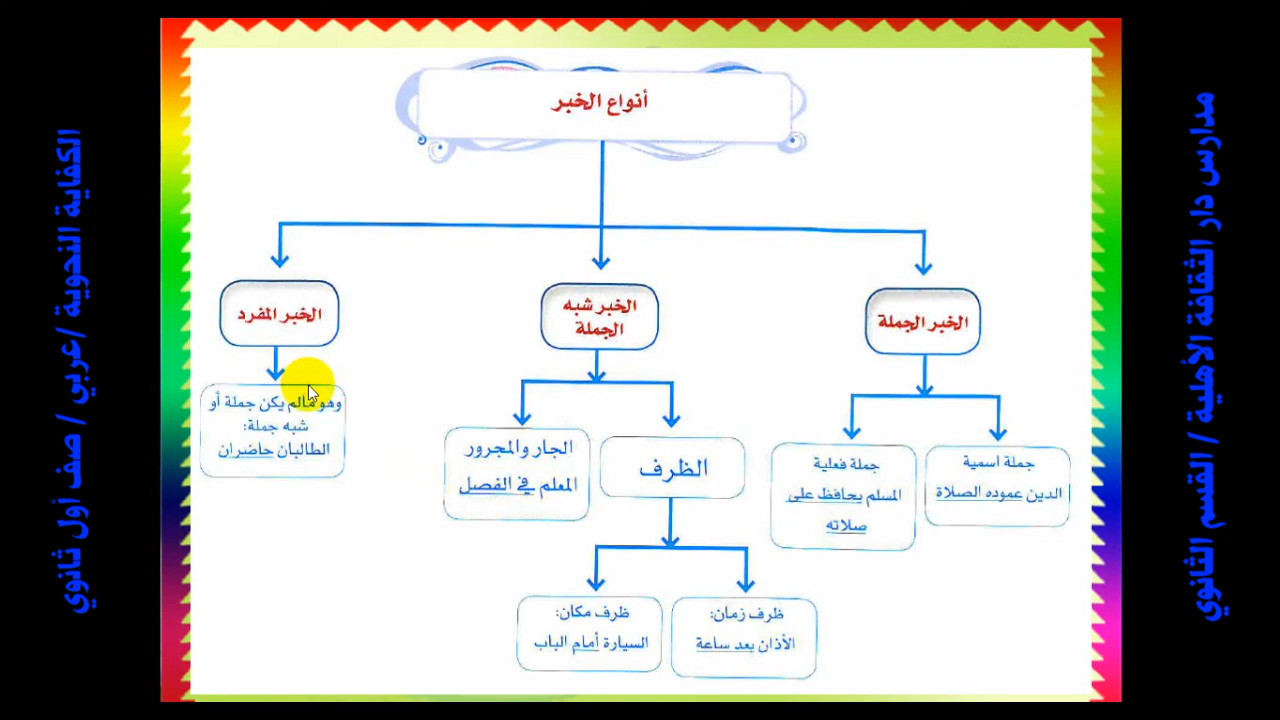 مدارس دار الثقافة الأهلية / القسم الثانوي
أنواع الخبر
الخبر الجملة
جملة اسمية
الدين عموده الصلاة
جملة فعلية
المسلم يحافظ على
صلاته
الخبر شبه
الجملة
الظرف
ظرف زمان:
الأذان بعد ساعة
ظرف مكان:
السيارة أمام الباب
الجار والمجرور
المعلم في الفصل
الخبر المفرد
وهو مالم يكن جملة أو
شبه جملة:
الطالبان حاضران
الكفاية النحوية /عربي / صف أول ثانوي